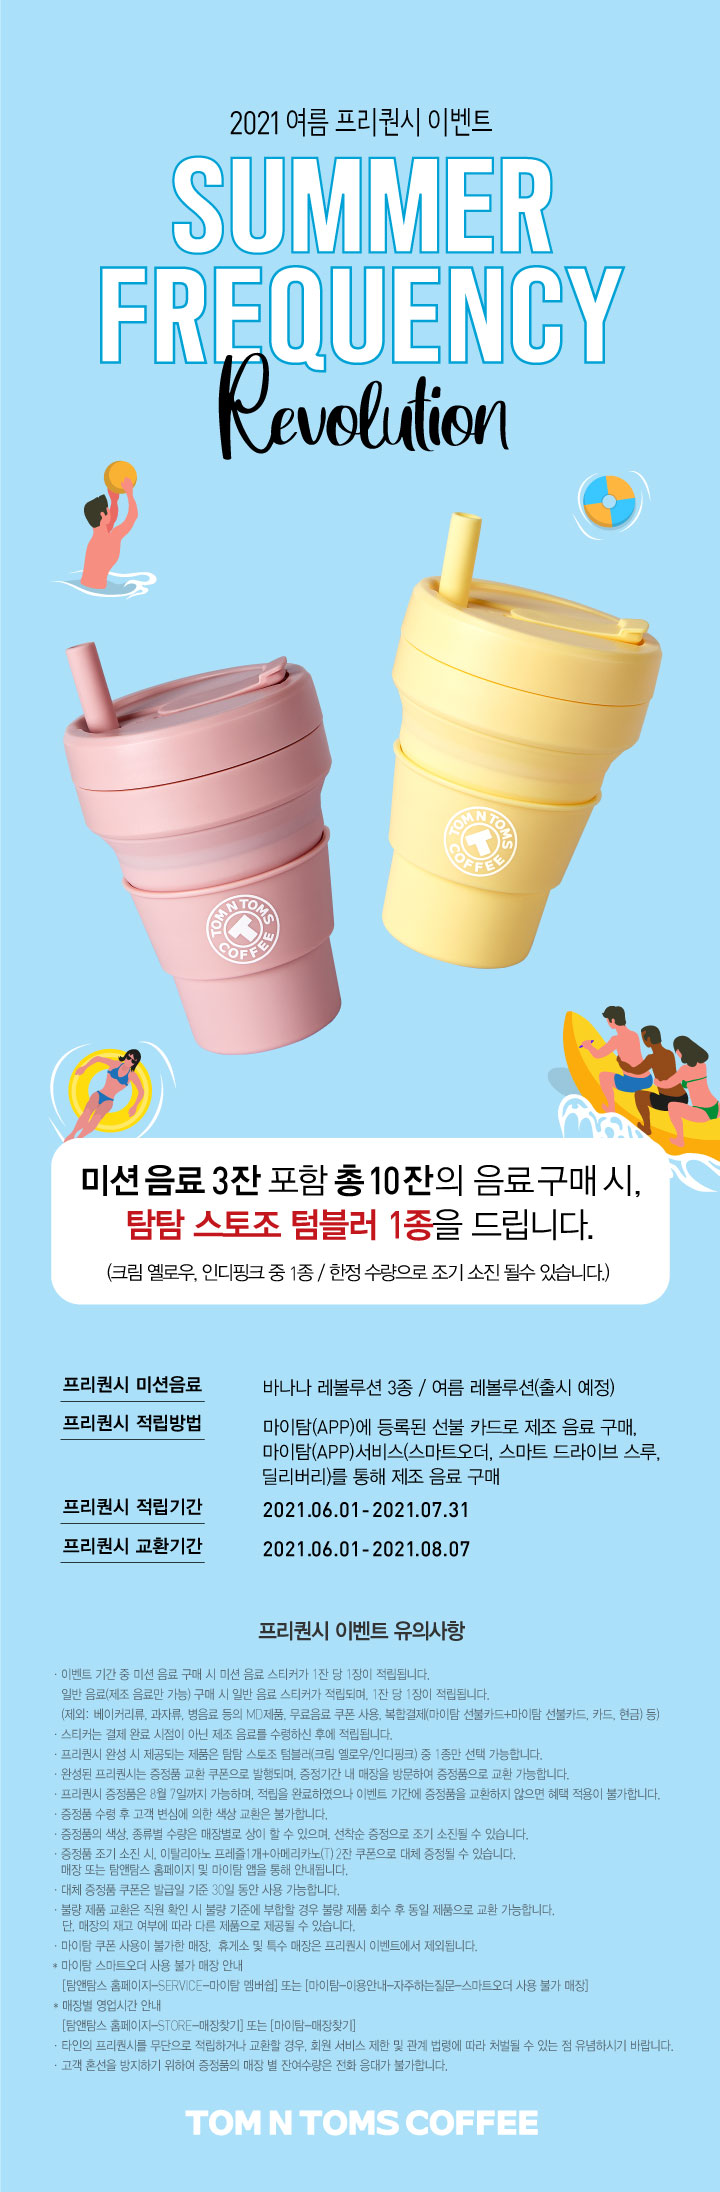 2021 여름 프리퀀시 이벤트
SUMMER
FREQUENCY
Revolution
TOM N TOMS
COFFEE
TOM N TOMS
COFFEE
미션 음료 3잔 포함 총 10잔의 음료 구매 시,
탐탐 스토조 텀블러 1종을 드립니다.
(크림 옐로우, 인디핑크 중 1종 / 한정 수량으로 조기 소진 될수 있습니다.)
프리퀀시 미션음료 바나나 레볼루션 3종 / 여름 레볼루션(출시 예정)
프리퀀시 적립방법 마이탐(APP)에 등록된 선불 카드로 제조 음료 구매,
마이탐(APP)서비스(스마트오더, 스마트 드라이브 스루,
딜리버리)를 통해 제조 음료 구매
프리퀀시 적립기간 2021.06.01 - 2021.07.31
프리퀀시 교환기간 2021.06.01 - 2021.08.07
프리퀀시 이벤트 유의사항
· 이벤트 기간 중 미션 음료 구매 시 미션 음료 스티커가 1잔 당 1장이 적립됩니다.
일반 음료(제조 음료만 가능) 구매 시 일반 음료 스티커가 적립되며, 1잔 당 1장이 적립됩니다.
(제외: 베이커리류, 과자류, 병음료 등의 MD제품, 무료음료 쿠폰 사용, 복합결제(마이탐 선불카드+마이탐 선불카드, 카드, 현금) 등)
· 스티커는 결제 완료 시점이 아닌 제조 음료를 수령하신 후에 적립됩니다.
· 프리퀀시 완성 시 제공되는 제품은 탐탐 스토조 텀블러(크림 옐로우/인디핑크) 중 1종만 선택 가능합니다.
· 완성된 프리퀀시는 증정품 교환 쿠폰으로 발행되며, 증정기간 내 매장을 방문하여 증정품으로 교환 가능합니다.
· 프리퀀시 증정품은 8월 7일까지 가능하며, 적립을 완료하였으나 이벤트 기간에 증정품을 교환하지 않으면 혜택 적용이 불가합니다.
· 증정품 수령 후 고객 변심에 의한 색상 교환은 불가합니다.
· 증정품의 색상, 종류별 수량은 매장별로 상이 할 수 있으며, 선착순 증정으로 조기 소진될 수 있습니다.
· 증정품 조기 소진 시, 이탈리아노 프레즐1개+아메리카노(T) 2잔 쿠폰으로 대체 증정될 수 있습니다.
매장 또는 탐앤탐스 홈페이지 및 마이탐 앱을 통해 안내됩니다.
· 대체 증정품 쿠폰은 발급일 기준 30일 동안 사용 가능합니다.
· 불량 제품 교환은 직원 확인 시 불량 기준에 부합할 경우 불량 제품 회수 후 동일 제품으로 교환 가능합니다.
단, 매장의 재고 여부에 따라 다른 제품으로 제공될 수 있습니다.
· 마이탐 쿠폰 사용이 불가한 매장, 휴게소 및 특수 매장은 프리퀀시 이벤트에서 제외됩니다.
* 마이탐 스마트오더 사용 불가 매장 안내
[탐앤탐스 홈페이지-SERVICE-마이탐 멤버쉽] 또는 [마이탐-이용안내-자주하는질문-스마트오더 사용 불가 매장]
* 매장별 영업시간 안내
[탐앤탐스 홈페이지-STORE-매장찾기] 또는 [마이탐-매장찾기]
· 타인의 프리퀀시를 무단으로 적립하거나 교환할 경우, 회원 서비스 제한 및 관계 법령에 따라 처벌될 수 있는 점 유념하시기 바랍니다.
· 고객 혼선을 방지하기 위하여 증정품의 매장 별 잔여수량은 전화 응대가 불가합니다.
TOM N TOMS COFFEE